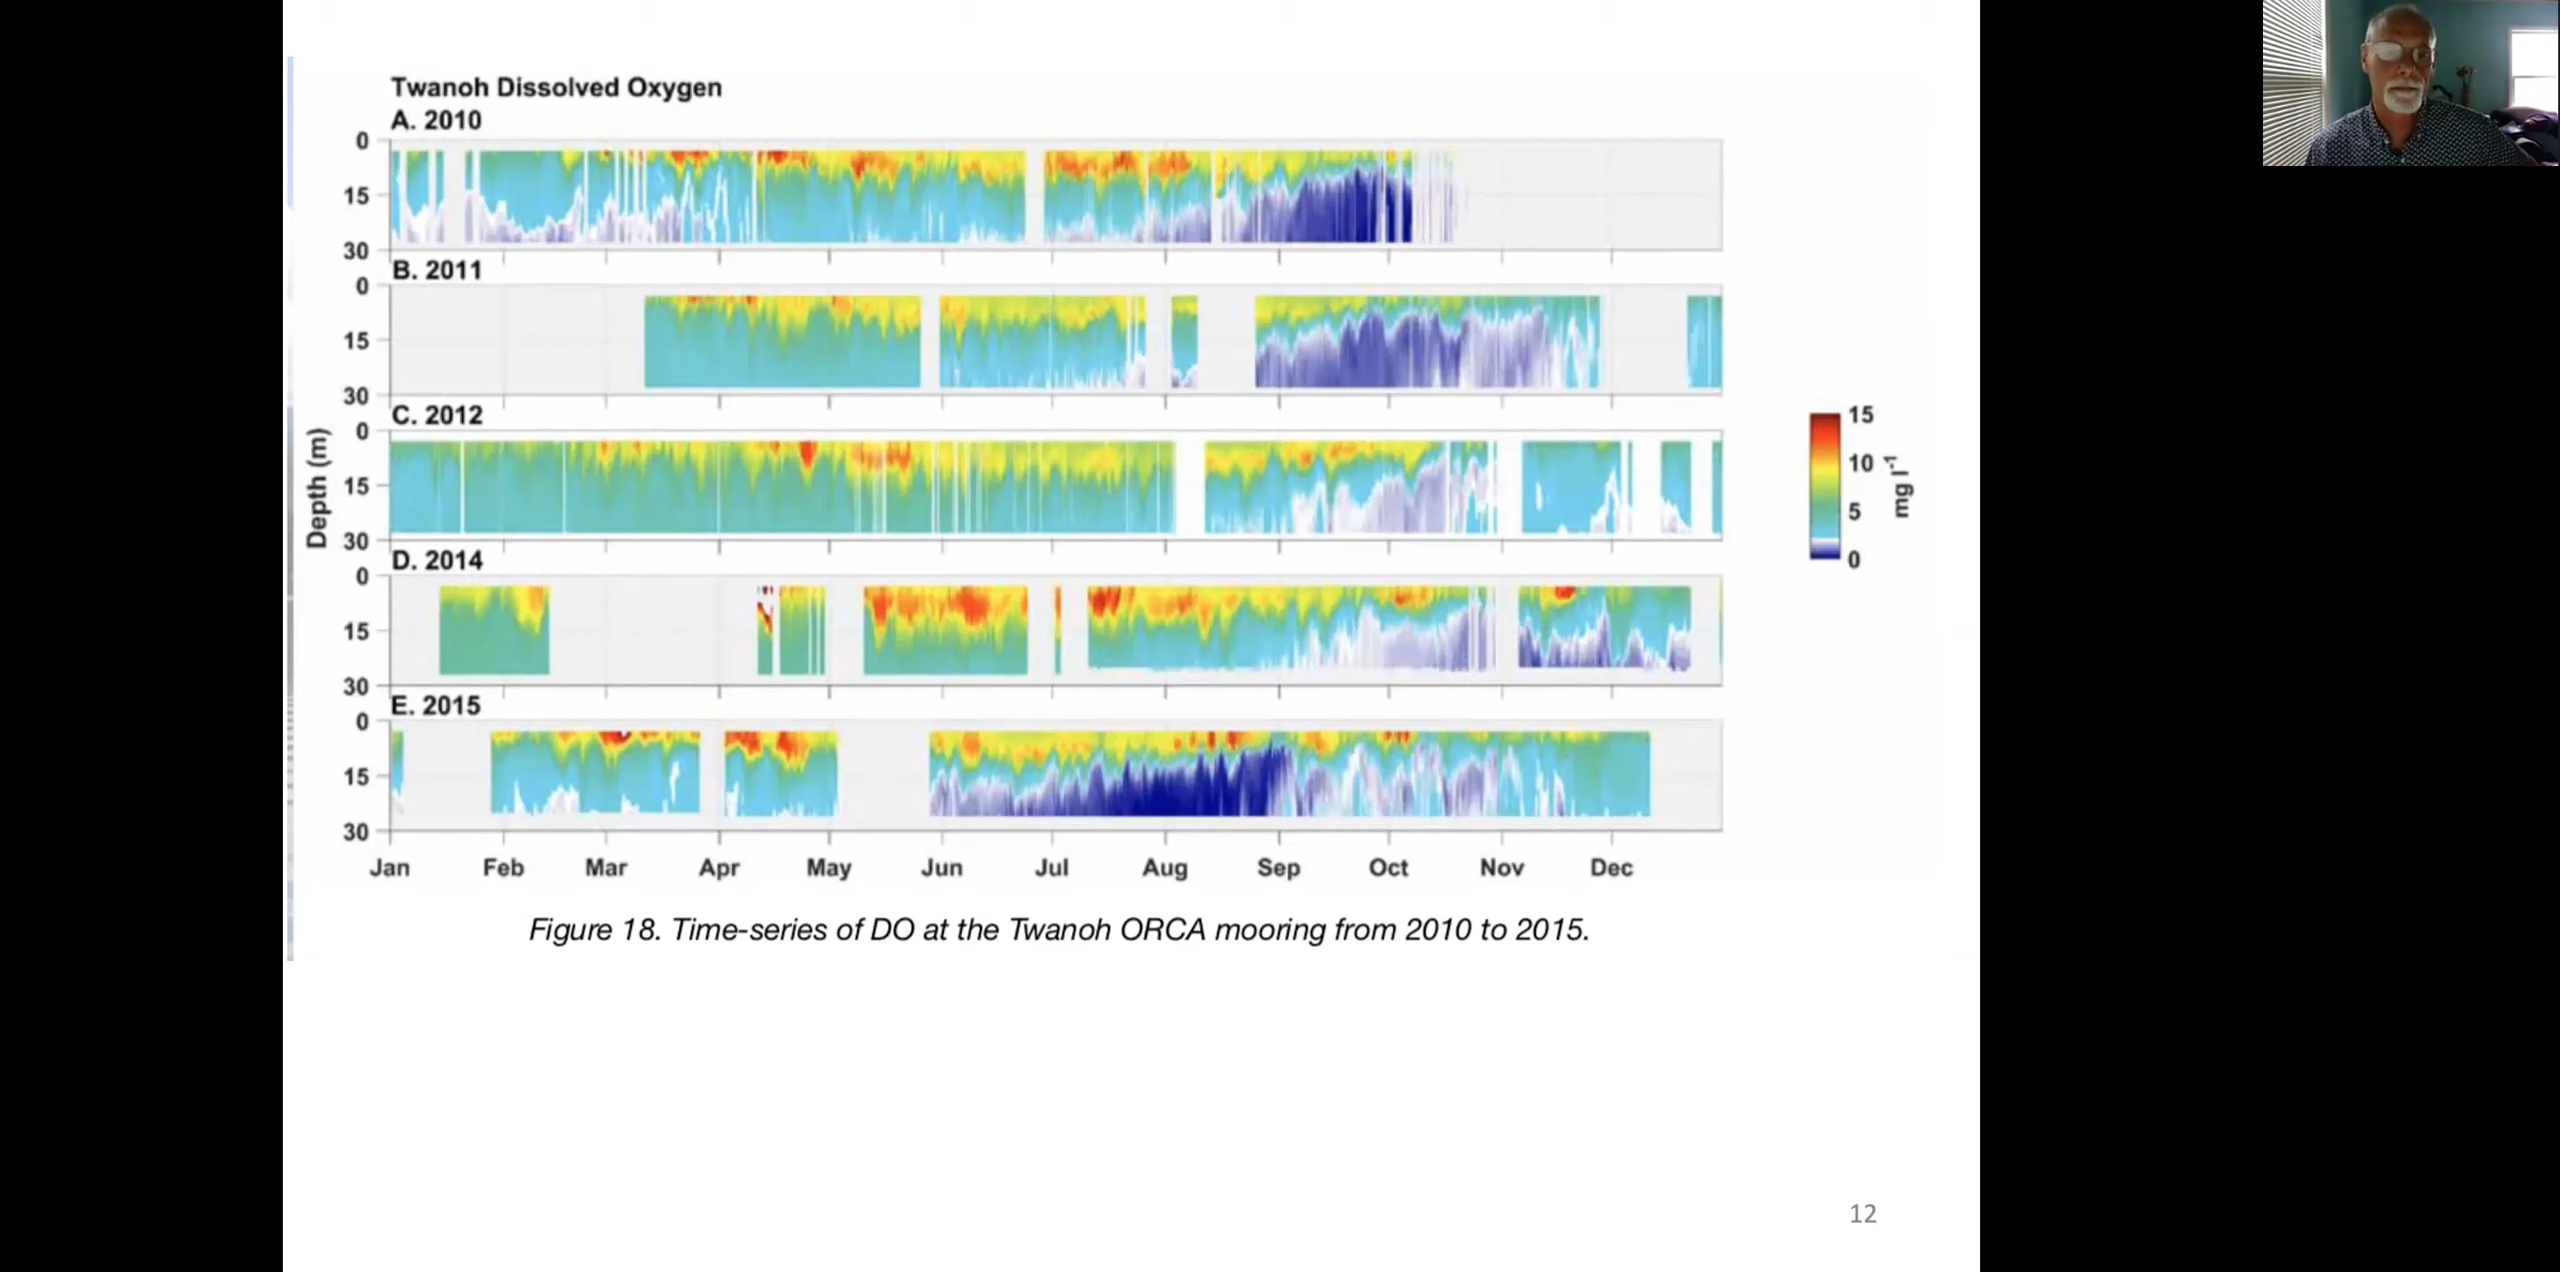 Twanoh Dissolved Oxygen
A. 2010
0
15
30
B. 2011
0
15
30
C. 2012
0
15
30
D. 2014
0
15
30
E. 2015
0
15
30
Depth (m)
Jan Feb Mar Apr May Jun Jul Aug Sep Oct Nov Dec
15
10
5
0
mg l⁻¹
Figure 18. Time-series of DO at the Twanoh ORCA mooring from 2010 to 2015.
12